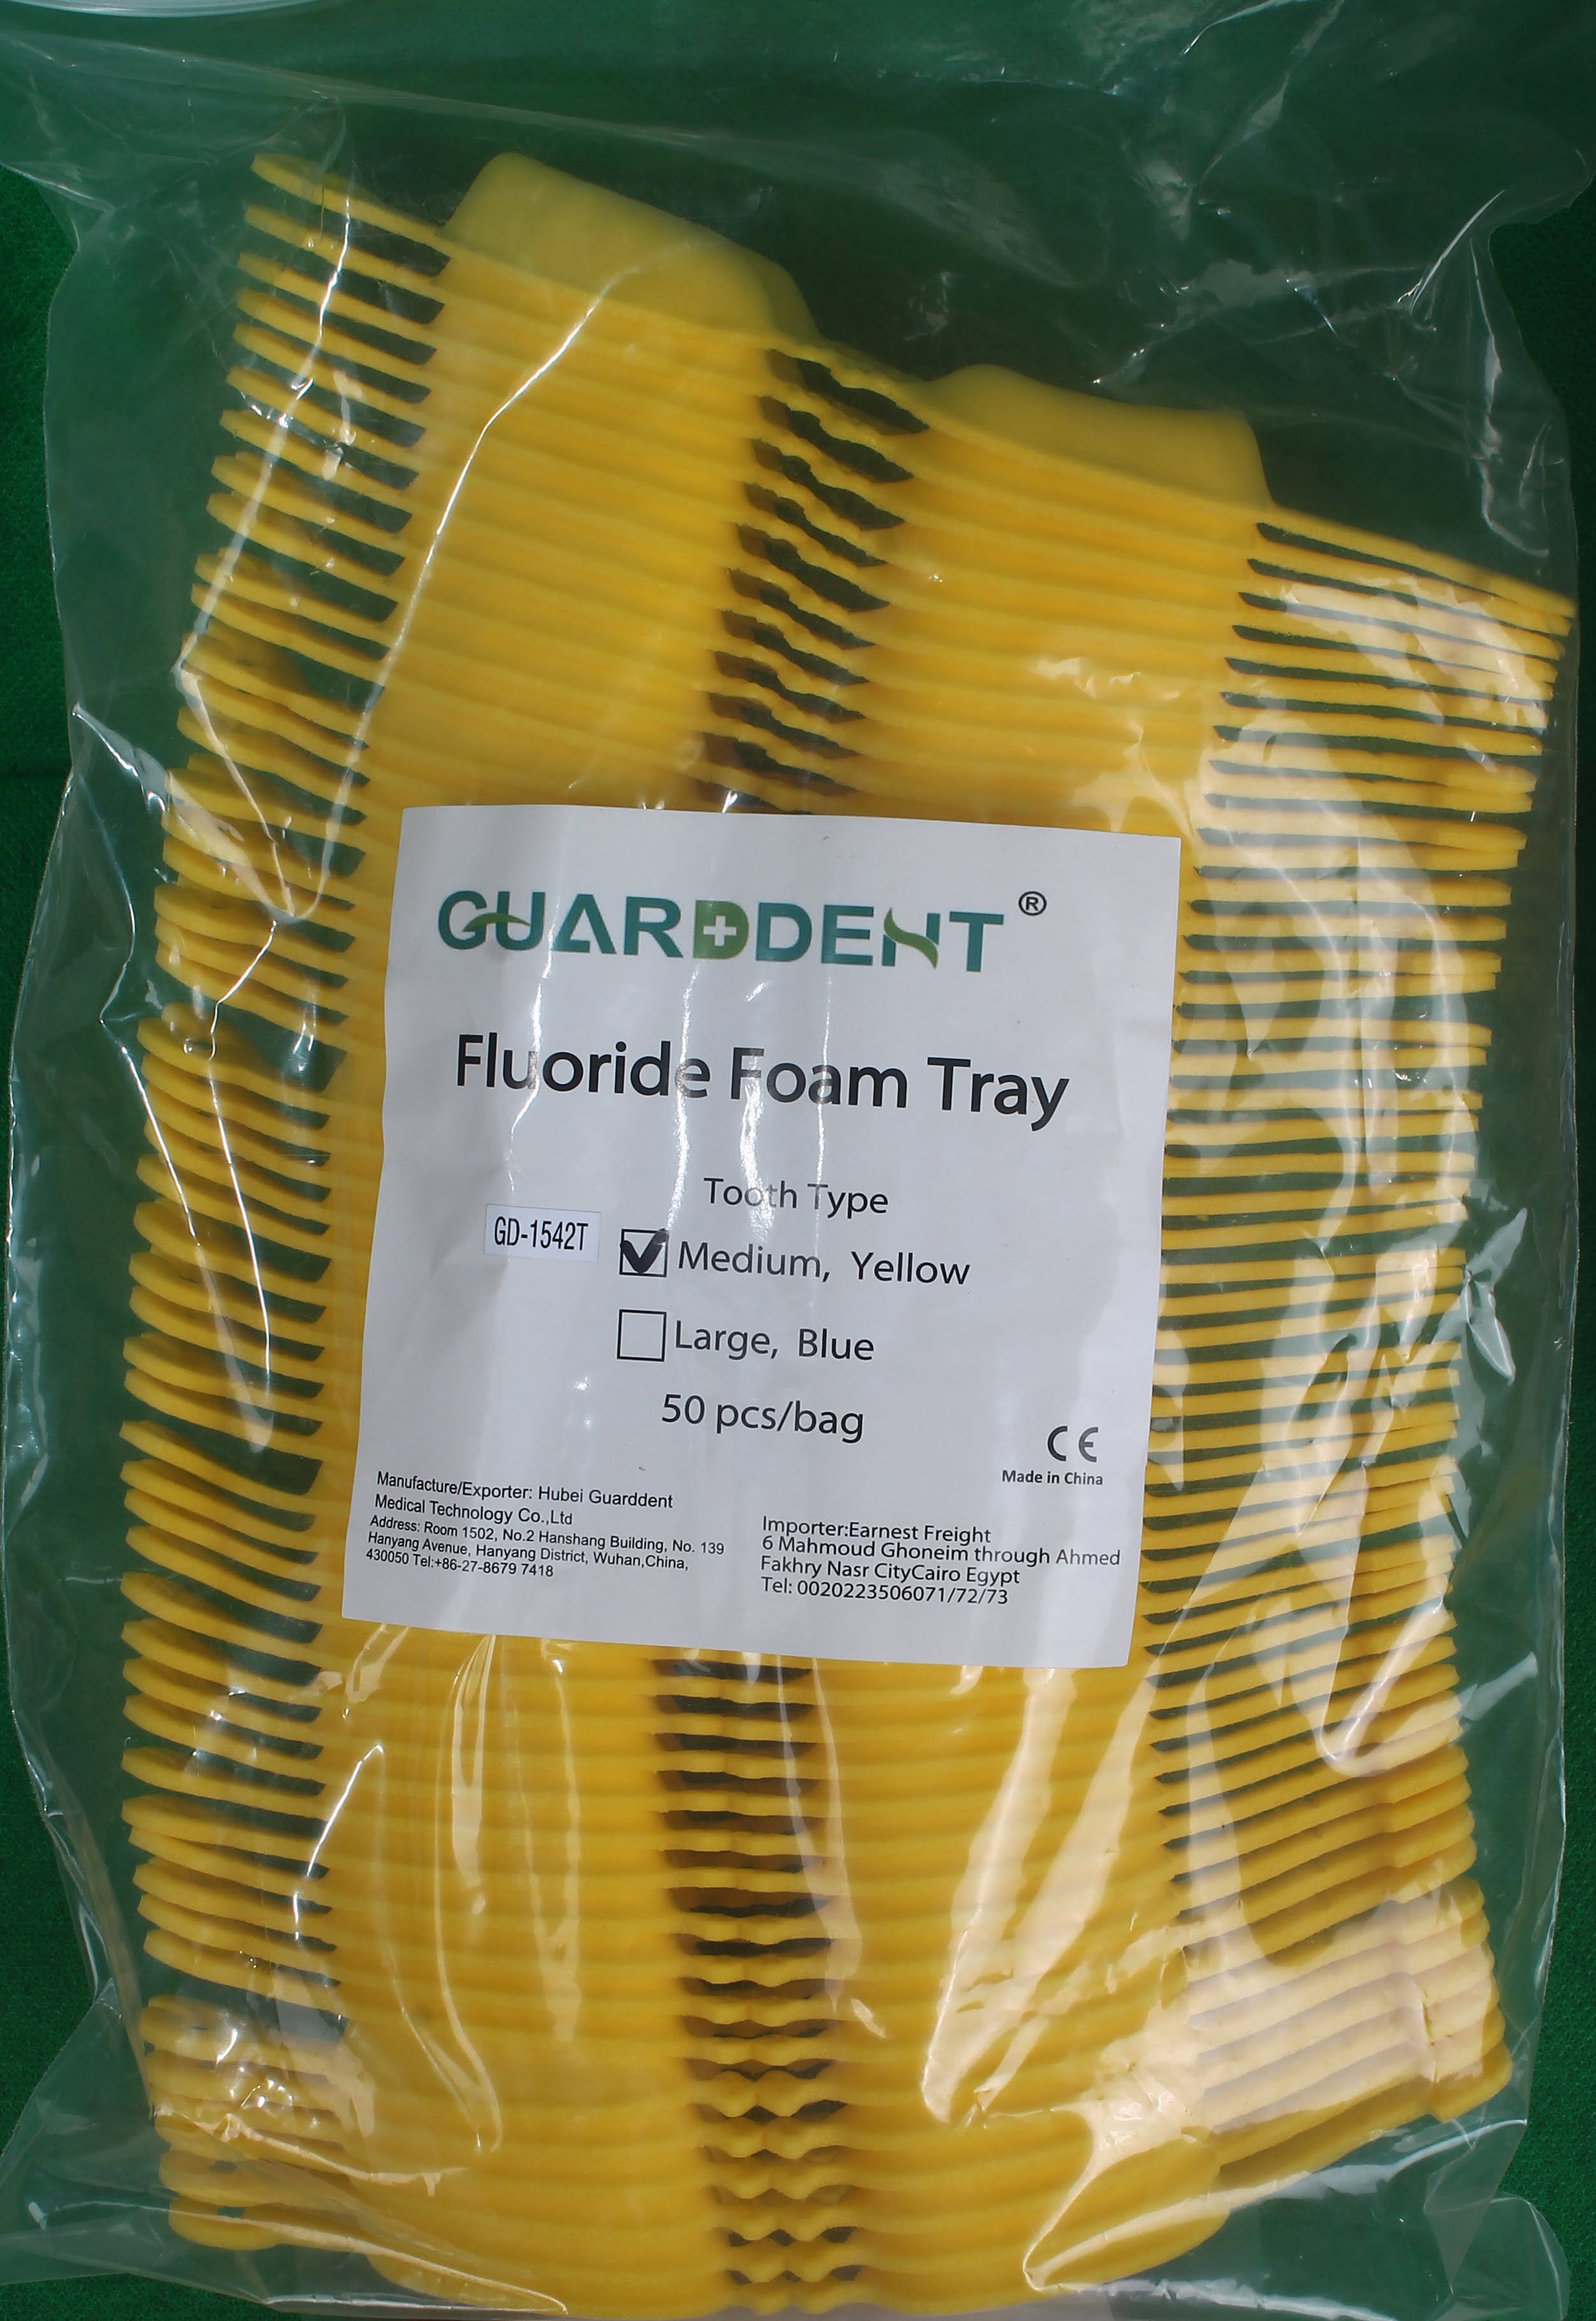 GUARDDENT ®
Fluoride Foam Tray
Tooth Type
GD-1542T
Medium, Yellow
Large, Blue
50 pcs/bag
CE
Made in China
Manufacture/Exporter: Hubei Guarddent
Medical Technology Co.,Ltd
Address: Room 1502, No.2 Hanshang Building, No. 139
Hanyang Avenue, Hanyang District, Wuhan,China,
430050 Tel:+86-27-8679 7418
Importer:Earnest Freight
6 Mahmoud Ghoneim through Ahmed
Fakhry Nasr CityCairo Egypt
Tel: 0020223506071/72/73